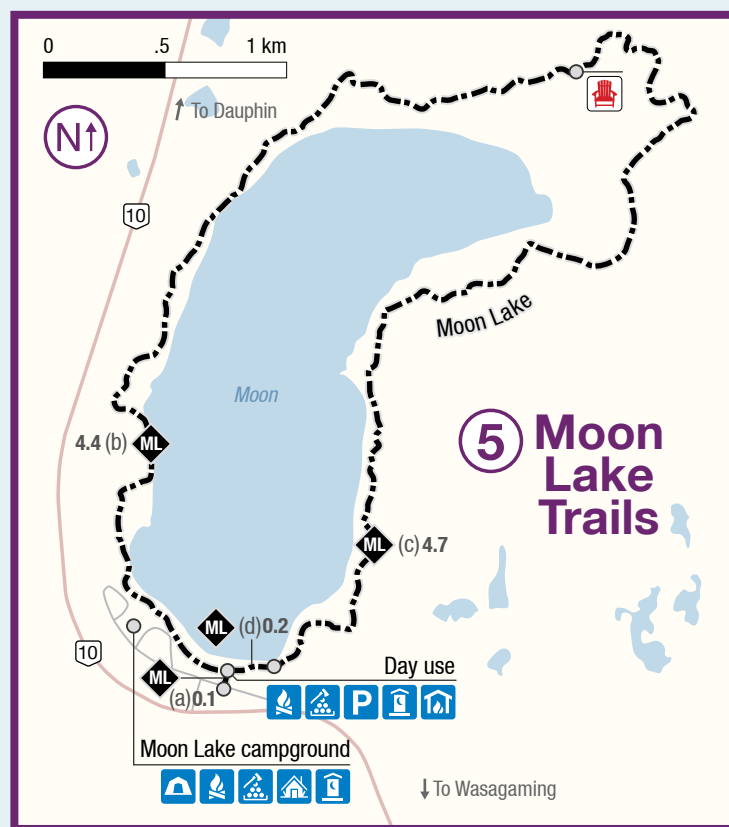 0 .5 1 km
N↑
To Dauphin
10
Moon Lake
Moon
5 Moon
Lake
Trails
4.4 (b) ML
ML (c) 4.7
ML (d) 0.2
10
ML (a) 0.1
Day use
P
Moon Lake campground
To Wasagaming